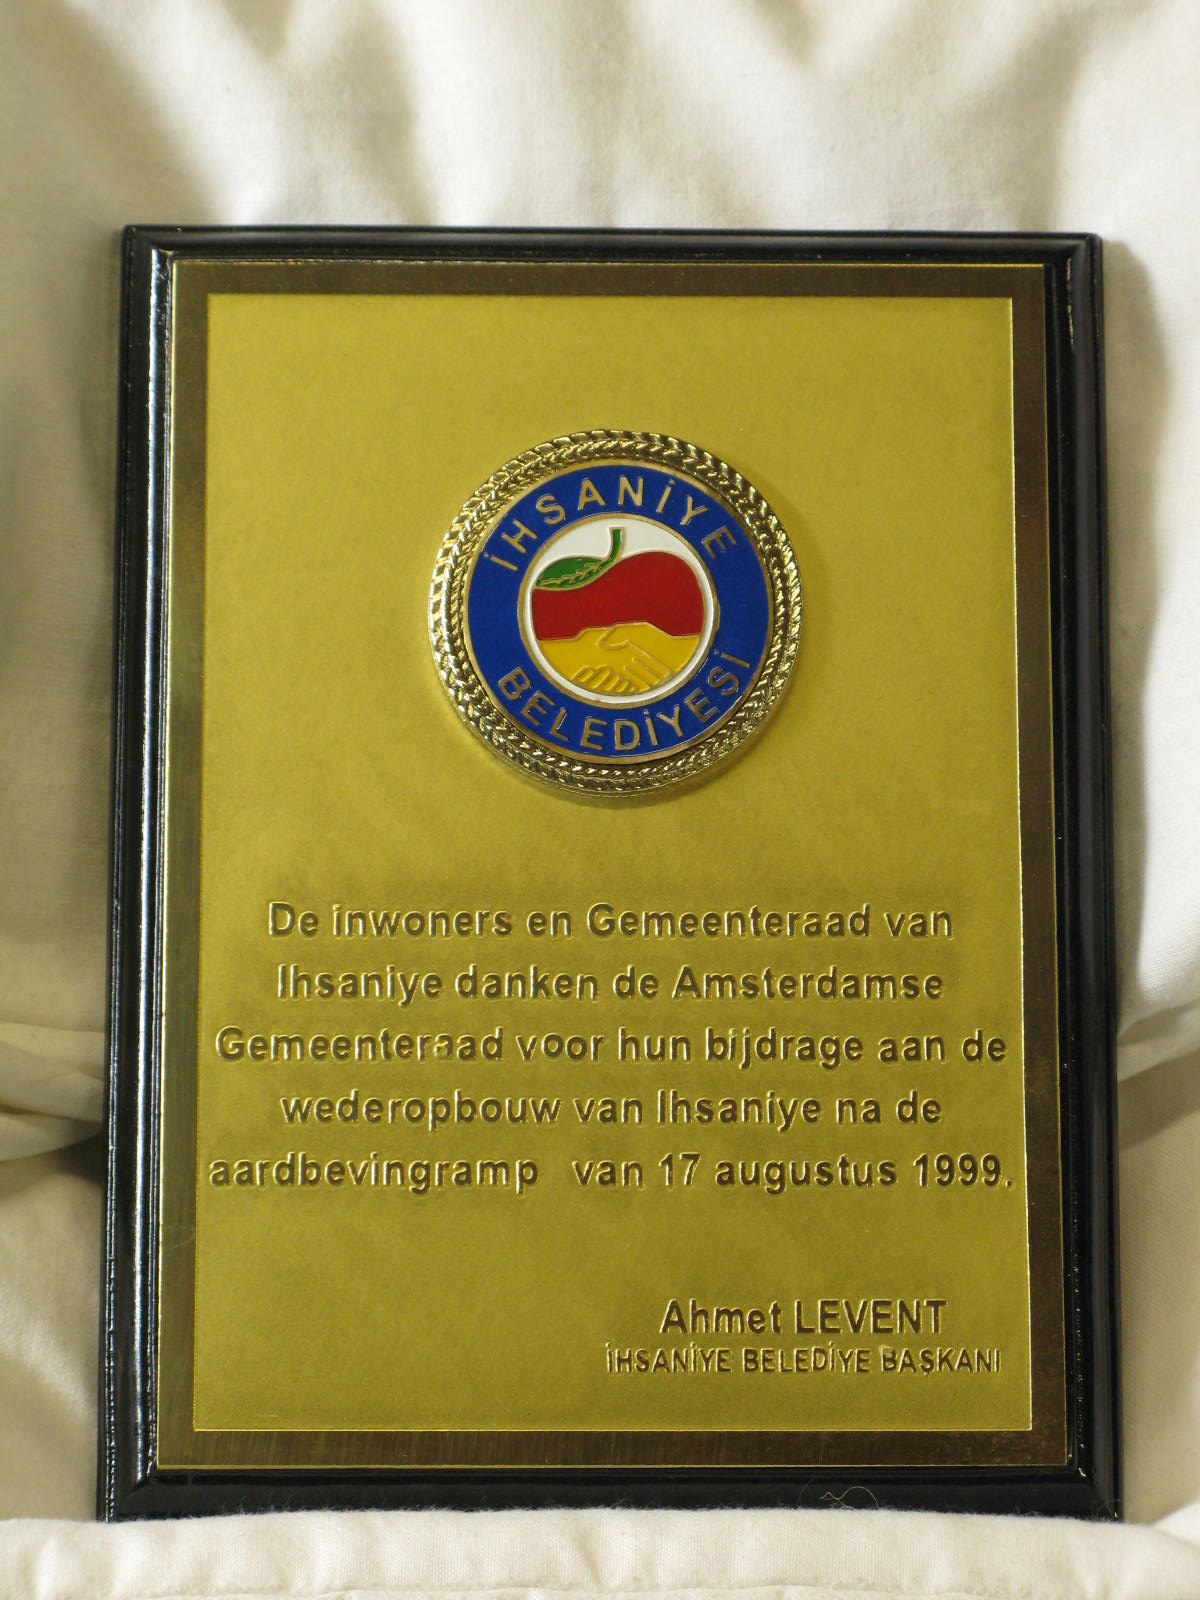 İHSANİYE
BELEDİYESİ
De inwoners en Gemeenteraad van
Ihsaniye danken de Amsterdamse
Gemeenteraad voor hun bijdrage aan de
wederopbouw van Ihsaniye na de
aardbevingramp van 17 augustus 1999.
Ahmet LEVENT
İHSANİYE BELEDİYE BAŞKANI